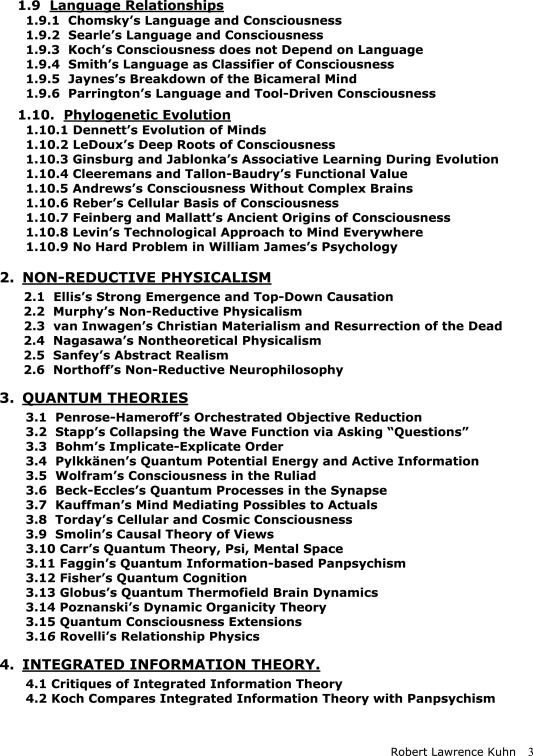 1.9 Language Relationships
1.9.1 Chomsky’s Language and Consciousness
1.9.2 Searle’s Language and Consciousness
1.9.3 Koch’s Consciousness does not Depend on Language
1.9.4 Smith’s Language as Classifier of Consciousness
1.9.5 Jaynes’s Breakdown of the Bicameral Mind
1.9.6 Parrington’s Language and Tool-Driven Consciousness
1.10. Phylogenetic Evolution
1.10.1 Dennett’s Evolution of Minds
1.10.2 LeDoux’s Deep Roots of Consciousness
1.10.3 Ginsburg and Jablonka’s Associative Learning During Evolution
1.10.4 Cleeremans and Tallon-Baudry’s Functional Value
1.10.5 Andrews’s Consciousness Without Complex Brains
1.10.6 Reber’s Cellular Basis of Consciousness
1.10.7 Feinberg and Mallatt’s Ancient Origins of Consciousness
1.10.8 Levin’s Technological Approach to Mind Everywhere
1.10.9 No Hard Problem in William James’s Psychology
2. NON-REDUCTIVE PHYSICALISM
2.1 Ellis’s Strong Emergence and Top-Down Causation
2.2 Murphy’s Non-Reductive Physicalism
2.3 van Inwagen’s Christian Materialism and Resurrection of the Dead
2.4 Nagasawa’s Nontheoretical Physicalism
2.5 Sanfey’s Abstract Realism
2.6 Northoff’s Non-Reductive Neurophilosophy
3. QUANTUM THEORIES
3.1 Penrose-Hameroff’s Orchestrated Objective Reduction
3.2 Stapp’s Collapsing the Wave Function via Asking “Questions”
3.3 Bohm’s Implicate-Explicate Order
3.4 Pylkkänen’s Quantum Potential Energy and Active Information
3.5 Wolfram’s Consciousness in the Ruliad
3.6 Beck-Eccles’s Quantum Processes in the Synapse
3.7 Kauffman’s Mind Mediating Possibles to Actuals
3.8 Torday’s Cellular and Cosmic Consciousness
3.9 Smolin’s Causal Theory of Views
3.10 Carr’s Quantum Theory, Psi, Mental Space
3.11 Faggin’s Quantum Information-based Panpsychism
3.12 Fisher’s Quantum Cognition
3.13 Globus’s Quantum Thermofield Brain Dynamics
3.14 Poznanski’s Dynamic Organicity Theory
3.15 Quantum Consciousness Extensions
3.16 Rovelli’s Relationship Physics
4. INTEGRATED INFORMATION THEORY.
4.1 Critiques of Integrated Information Theory
4.2 Koch Compares Integrated Information Theory with Panpsychism
Robert Lawrence Kuhn 3